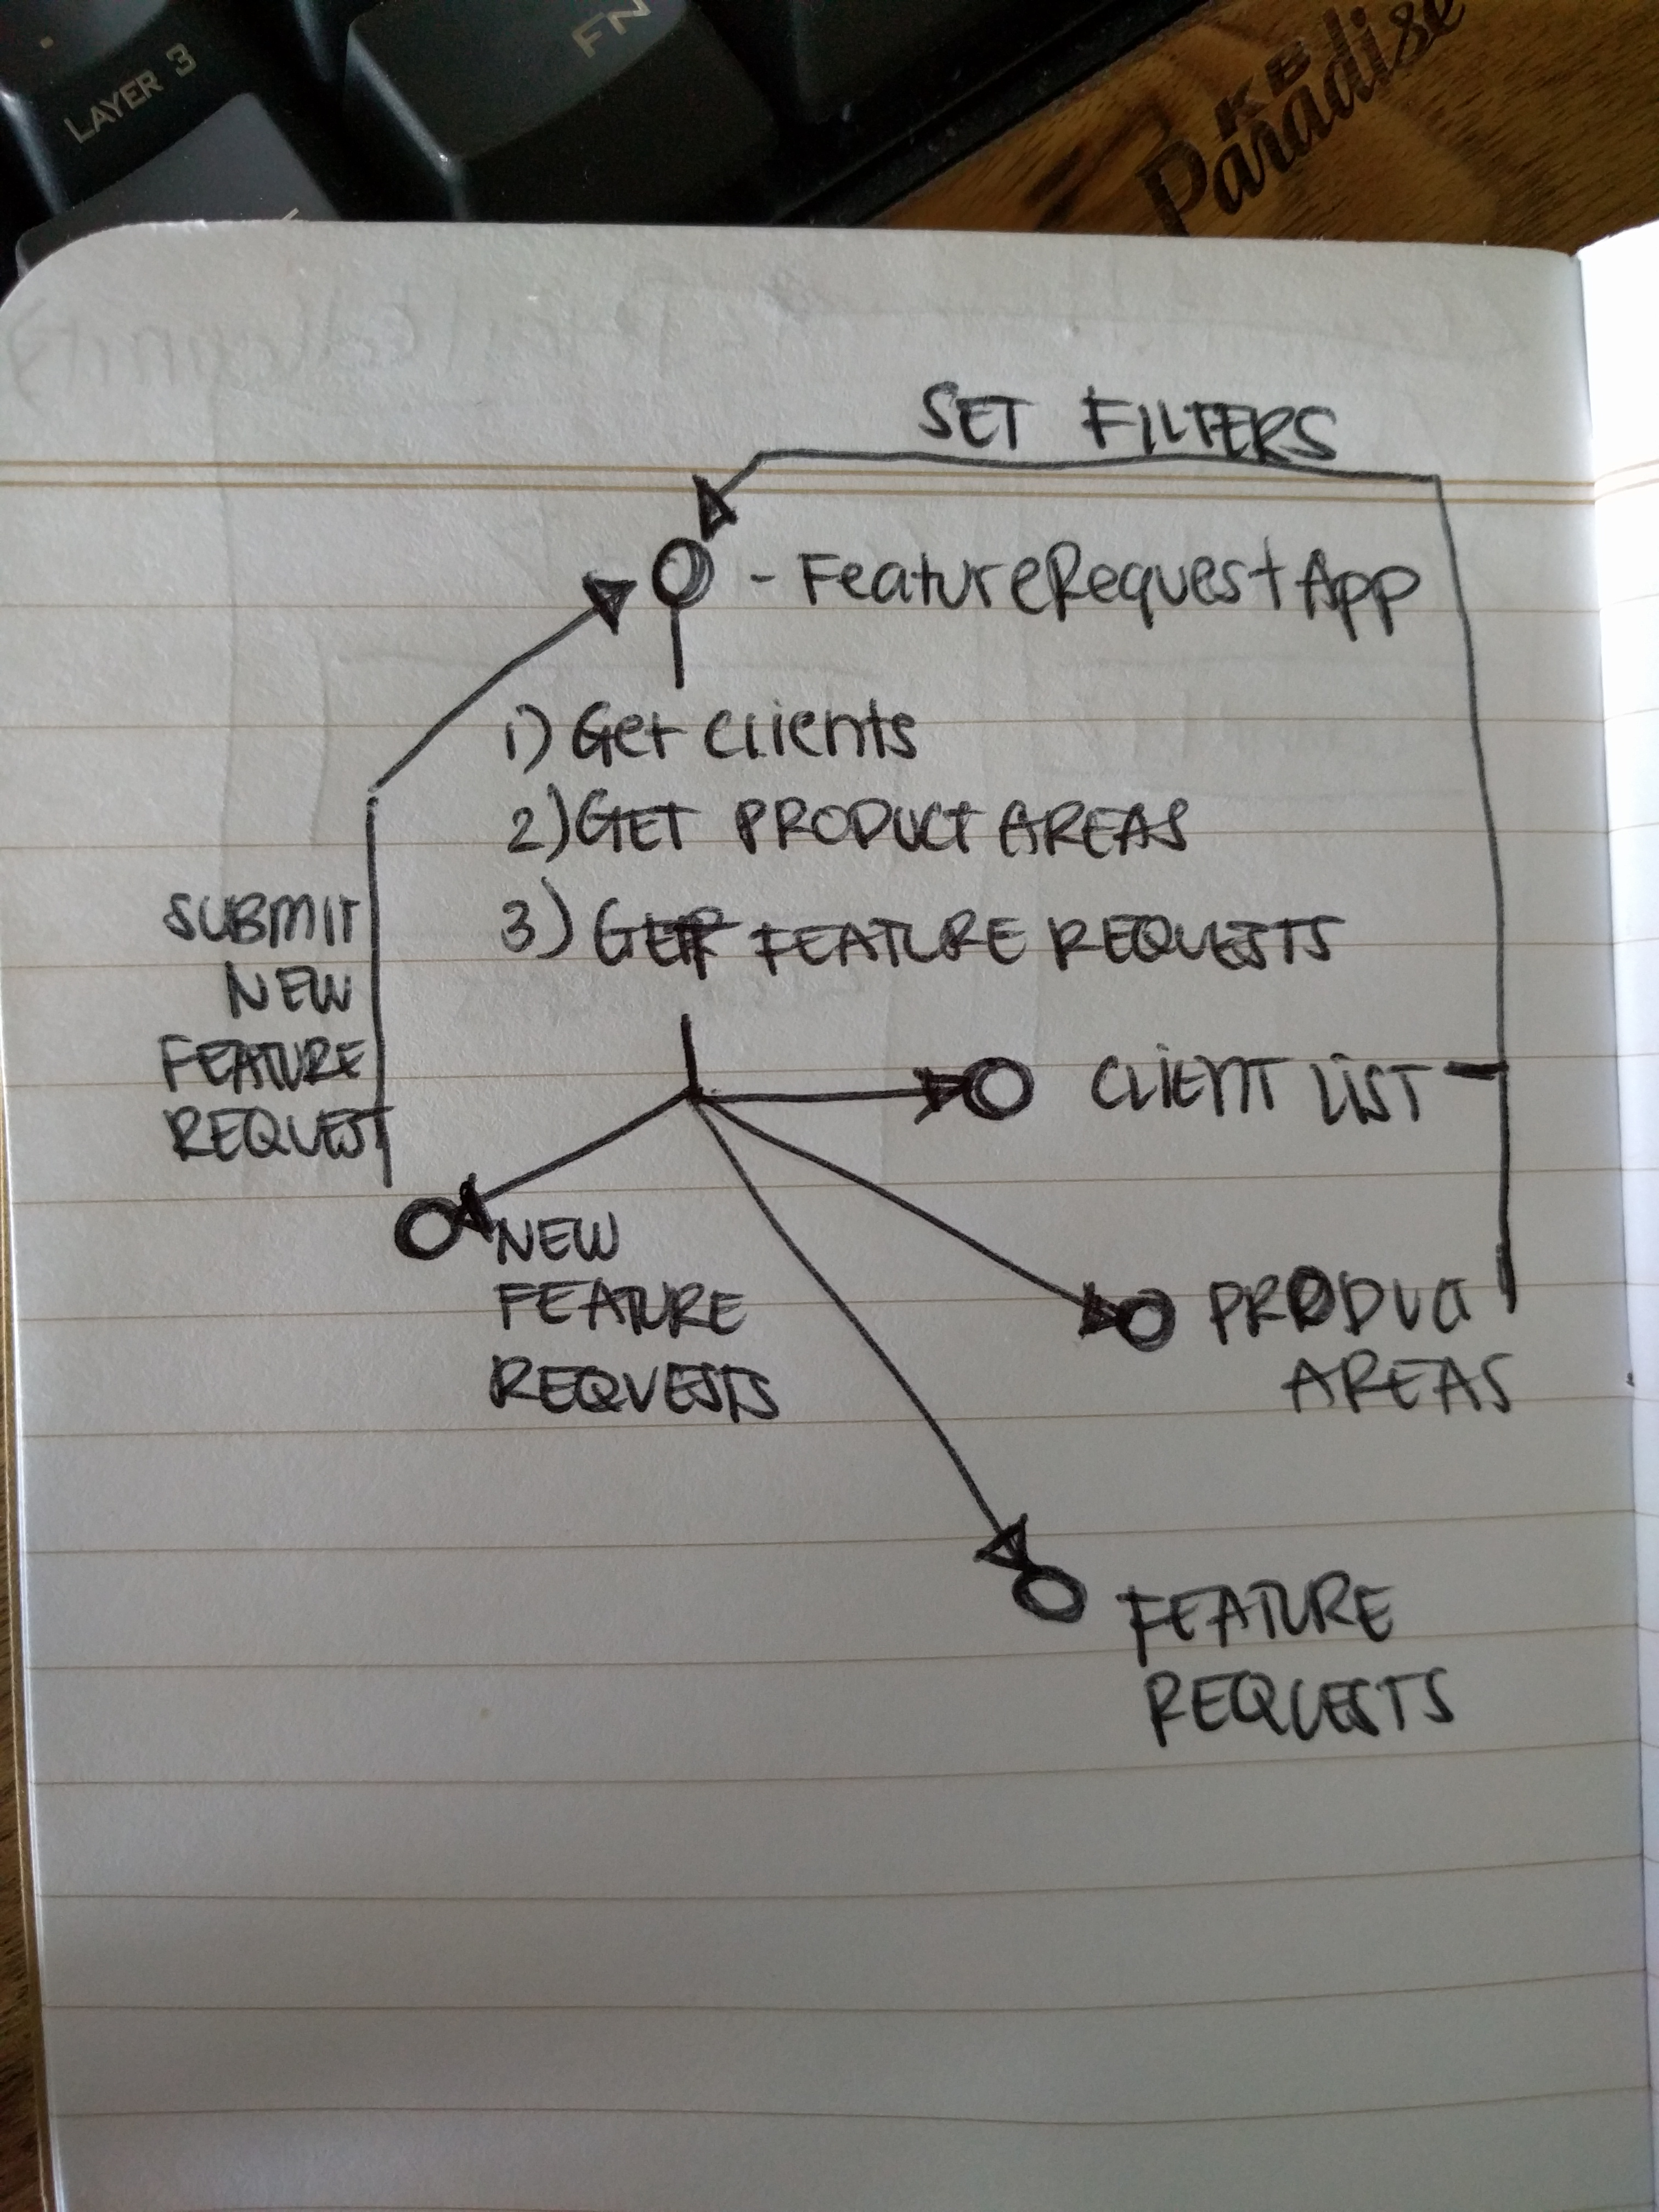 LAYER 3
FN
KB
Paradise
SET FILTERS
- FeatureRequestApp
1) Get clients
2) GET PRODUCT AREAS
3) GET FEATURE REQUESTS
SUBMIT
NEW
FEATURE
REQUEST
CLIENT LIST
NEW
FEATURE
REQUESTS
PRODUCT
AREAS
FEATURE
REQUESTS